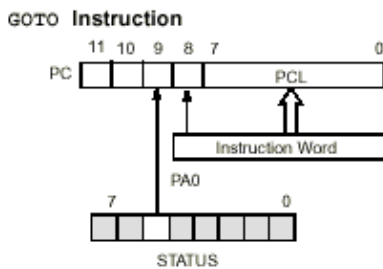 GOTO Instruction
11 10 9 8 7 0
PC PCL
Instruction Word
PA0
7 0
STATUS